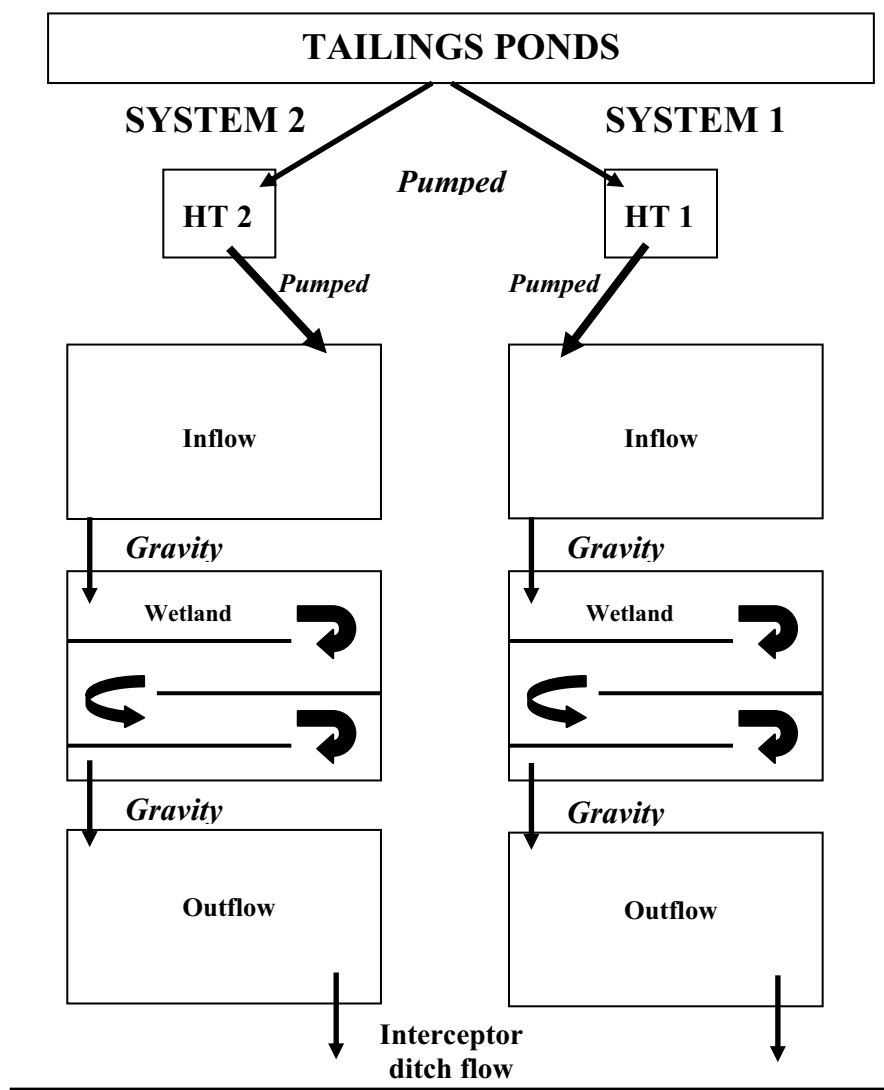 TAILINGS PONDS
SYSTEM 2
SYSTEM 1
Pumped
HT 2
HT 1
Pumped
Pumped
Inflow
Inflow
Gravity
Gravity
Wetland
Wetland
Gravity
Gravity
Outflow
Outflow
Interceptor
ditch flow